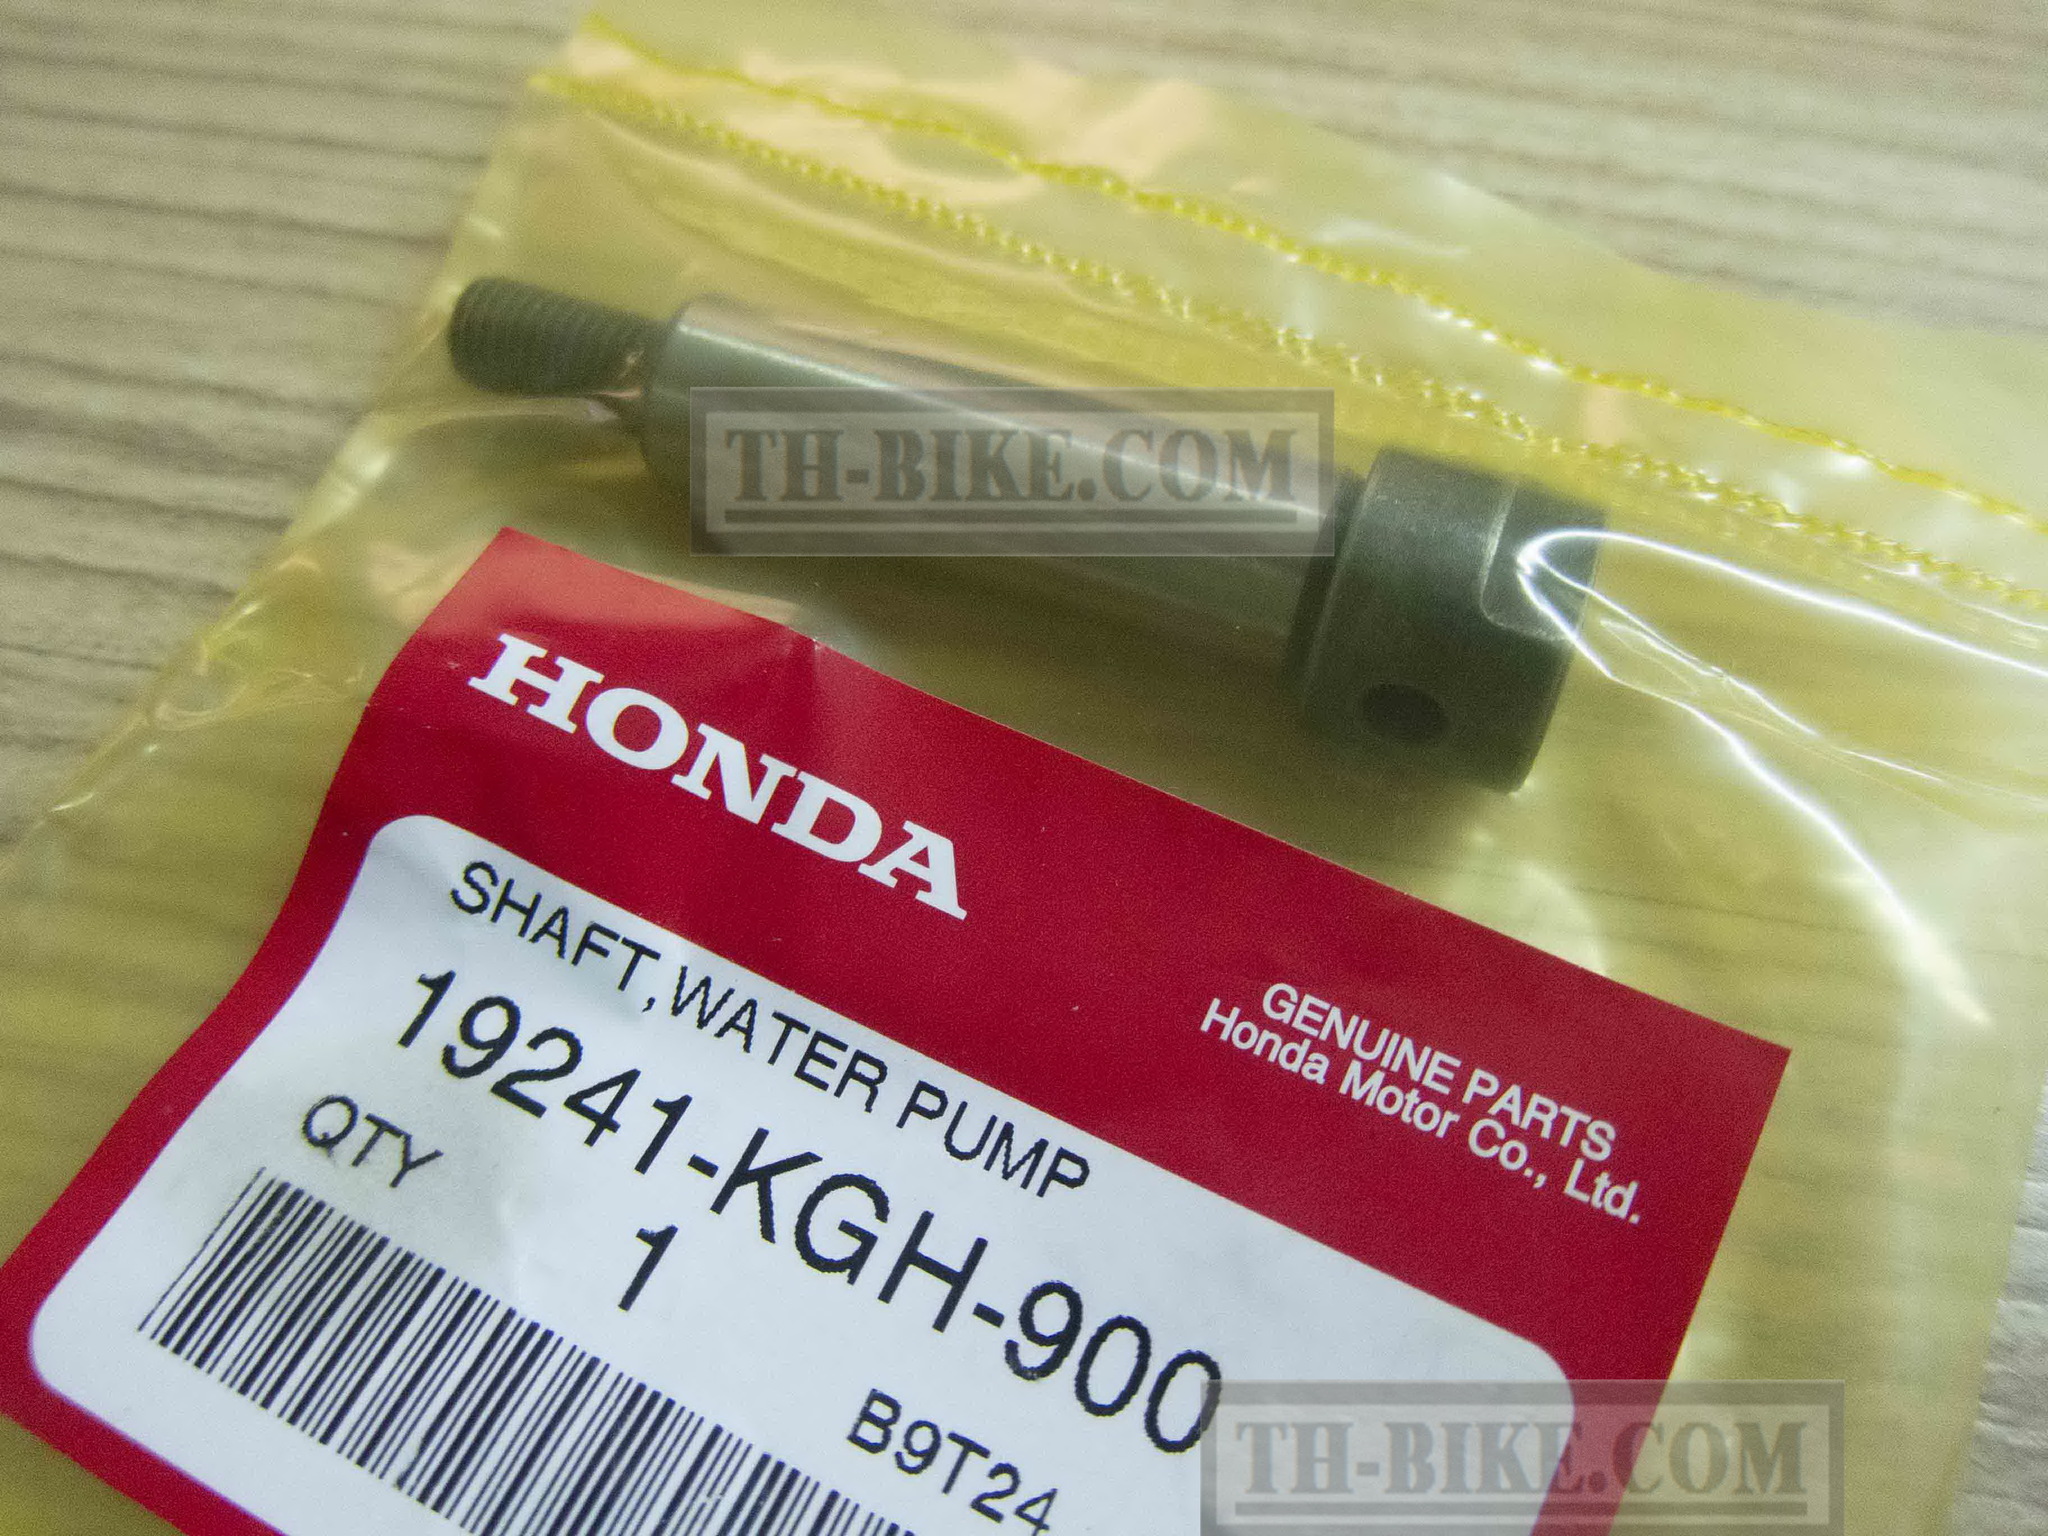 TH-BIKE.COM
HONDA
GENUINE PARTS
Honda Motor Co., Ltd.
SHAFT,WATER PUMP
19241-KGH-900
QTY
1
B9T24
TH-BIKE.COM